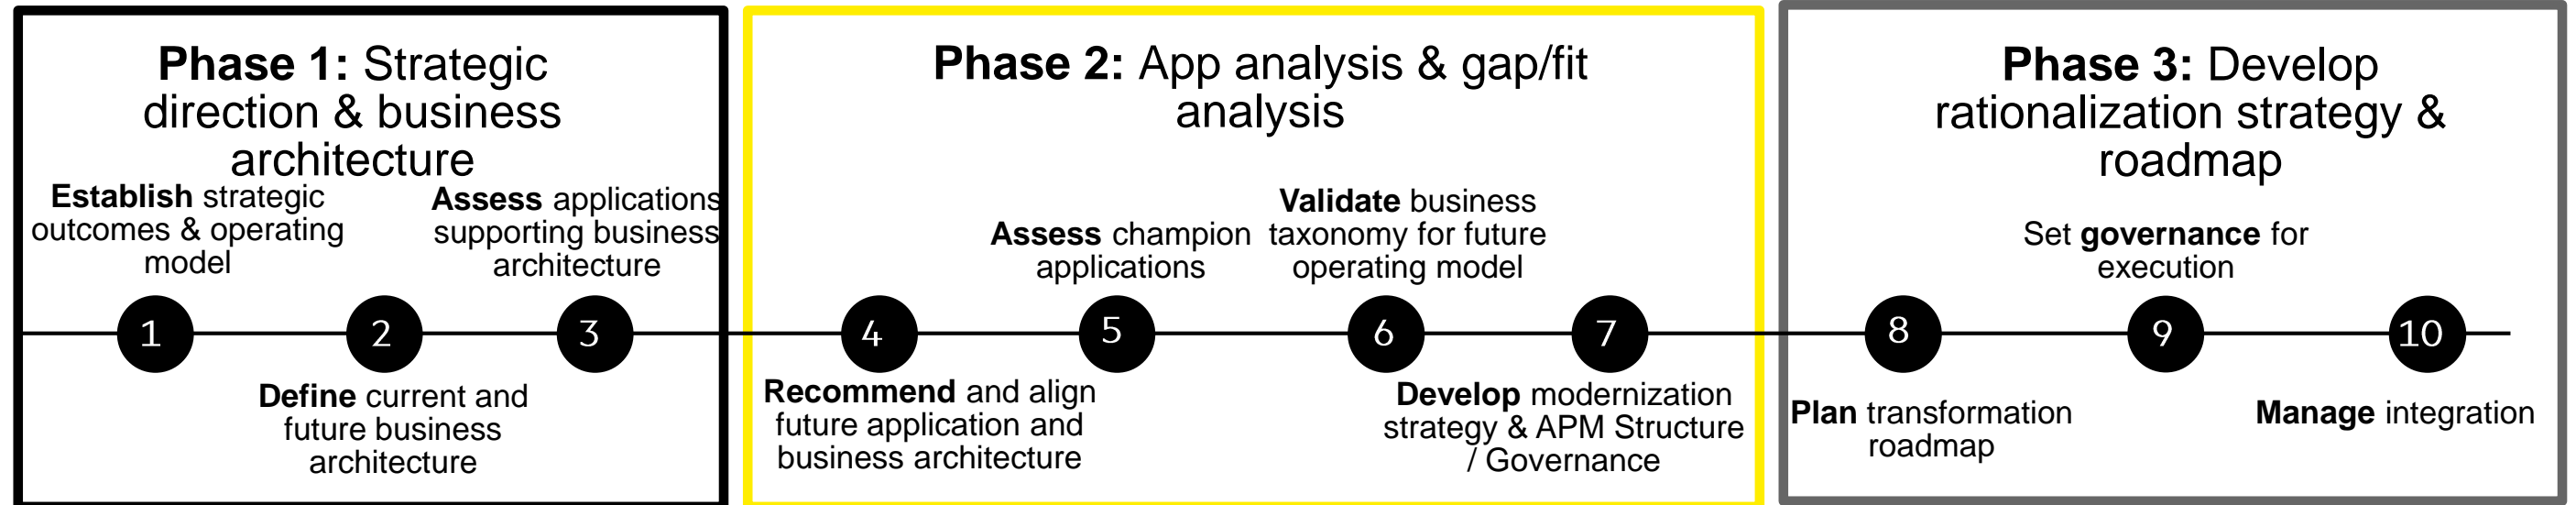 Phase 1: Strategic
direction & business
architecture
Establish strategic
outcomes & operating
model
Assess applications
supporting business
architecture
1
2
3
Define current and
future business
architecture
Phase 2: App analysis & gap/fit
analysis
Assess champion
applications
Validate business
taxonomy for future
operating model
4
5
6
7
Recommend and align
future application and
business architecture
Develop modernization
strategy & APM Structure
/ Governance
Phase 3: Develop
rationalization strategy &
roadmap
Set governance for
execution
8
9
10
Plan transformation
roadmap
Manage integration